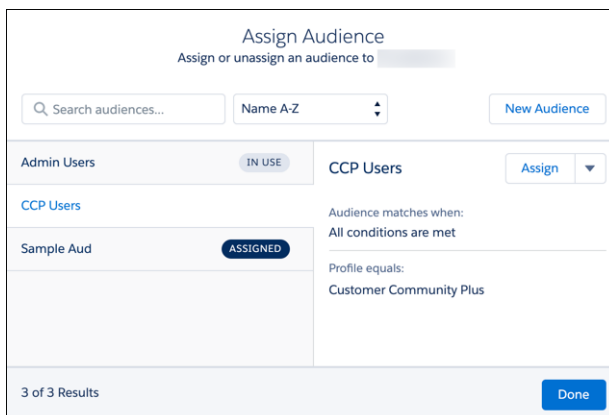 Assign Audience
Assign or unassign an audience to
Search audiences...
Name A-Z
New Audience
Admin Users
IN USE
CCP Users
Sample Aud
ASSIGNED
CCP Users
Assign
Audience matches when:
All conditions are met
Profile equals:
Customer Community Plus
3 of 3 Results
Done